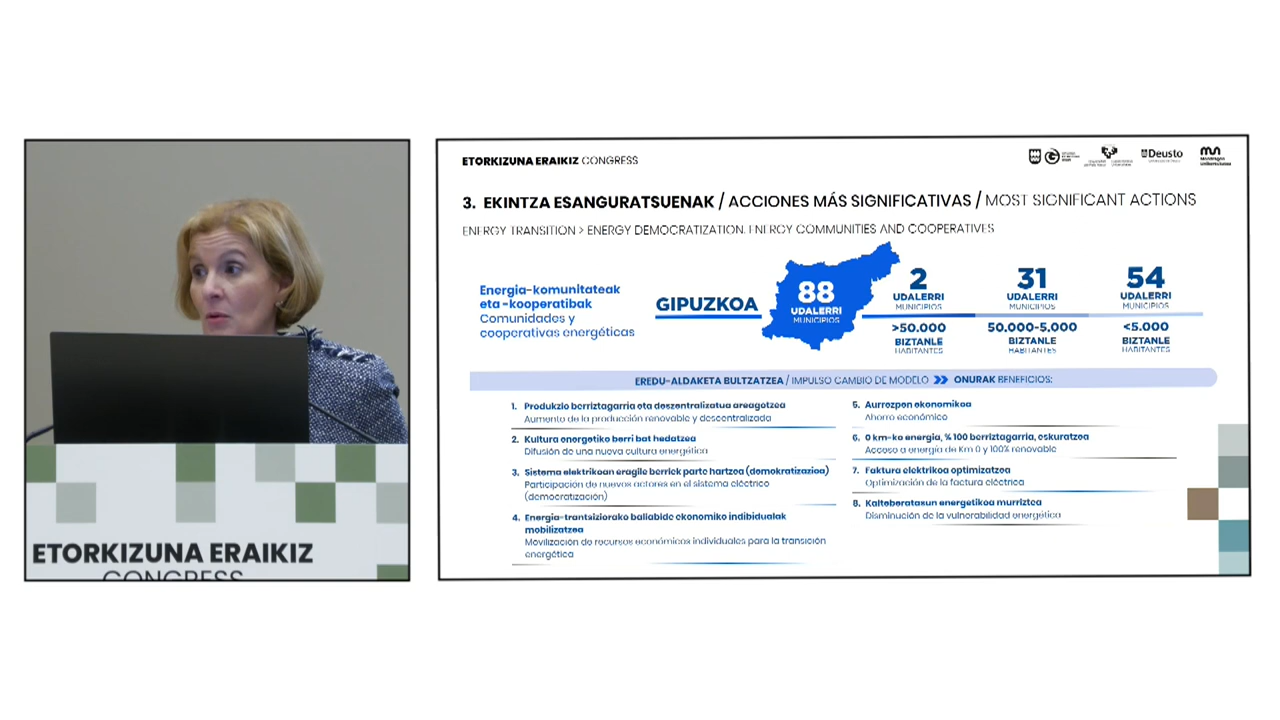 ETORKIZUNA ERAIKIZ
CONGRESS
ETORKIZUNA ERAIKIZ CONGRESS
Deusto
3. EKINTZA ESANGURATSUENAK / ACCIONES MÁS SIGNIFICATIVAS / MOST SIGNIFICANT ACTIONS
ENERGY TRANSITION > ENERGY DEMOCRATIZATION. ENERGY COMMUNITIES AND COOPERATIVES
Energia-komunitateak
eta -kooperatibak
Comunidades y
cooperativas energéticas
GIPUZKOA
88
UDALERRI
MUNICIPIOS
2
UDALERRI
MUNICIPIOS
>50.000
BIZTANLE
HABITANTES
31
UDALERRI
MUNICIPIOS
50.000-5.000
BIZTANLE
HABITANTES
54
UDALERRI
MUNICIPIOS
<5.000
BIZTANLE
HABITANTES
EREDU-ALDAKETA BULTZATZEA / IMPULSO CAMBIO DE MODELO >> ONURAK BENEFICIOS:
1. Produkzio berriztagarria eta deszentralizatua areagotzea
Aumento de la producción renovable y descentralizada
2. Kultura energetiko berri bat hedatzea
Difusión de una nueva cultura energética
3. Sistema elektrikoan eragile berriek parte hartzea (demokratizazioa)
Participación de nuevos actores en el sistema eléctrico
(democratización)
4. Energia-trantsiziorako baliabide ekonomiko indibidualak
mobilizatzea
Movilización de recursos económicos individuales para la transición
energética
5. Aurrezpen ekonomikoa
Ahorro económico
6. 0 km-ko energia, %100 berriztagarria, eskuratzea
Acceso a energía de Km 0 y 100% renovable
7. Faktura elektrikoa optimizatzea
Optimización de la factura eléctrica
8. Kalteberatasun energetikoa murriztea
Disminución de la vulnerabilidad energética